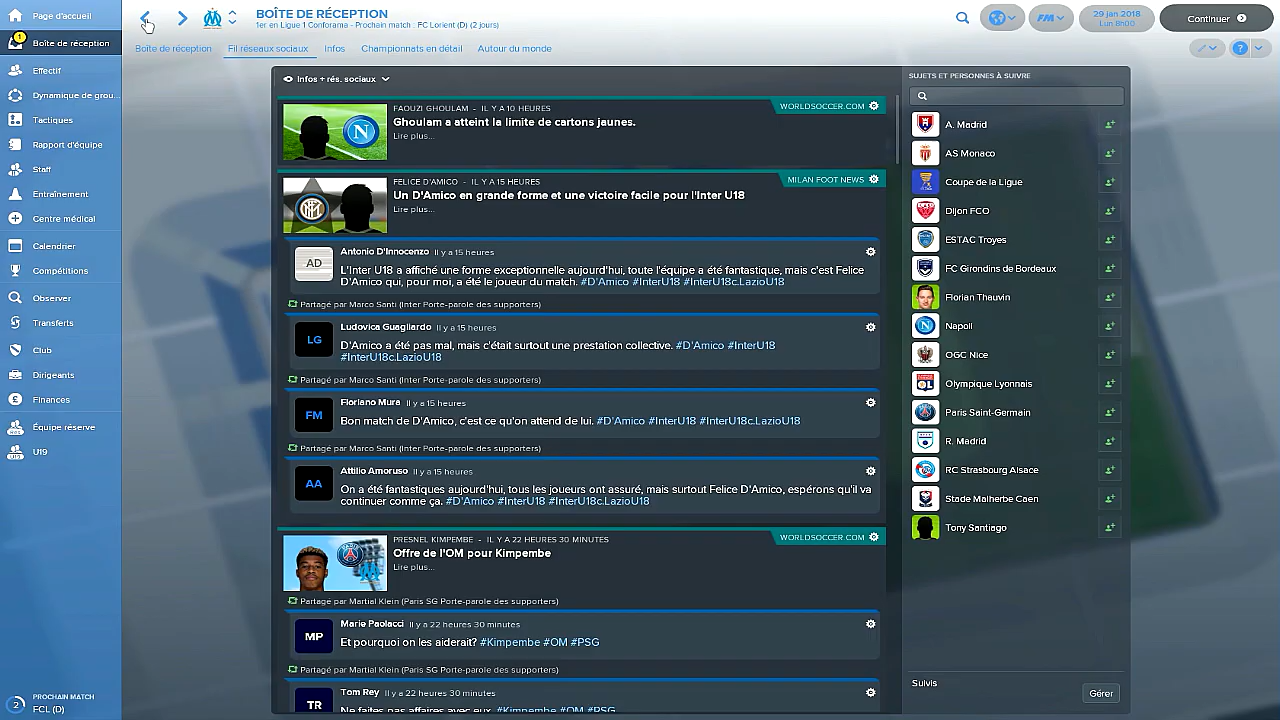 Page d'accueil
1
Boîte de réception
Effectif
Dynamique de grou...
Tactiques
Rapport d'équipe
Staff
Entraînement
Centre médical
Calendrier
Compétitions
Observer
Transferts
Club
Dirigeants
Finances
Équipe réserve
U19
2
PROCHAIN MATCH
FCL (D)
BOÎTE DE RÉCEPTION
1er en Ligue 1 Conforama - Prochain match : FC Lorient (D) (2 jours)
FM
29 jan 2018
Lun 8h00
Continuer
Boîte de réception
Fil réseaux sociaux
Infos
Championnats en détail
Autour du monde
?
Infos + rés. sociaux
FAOUZI GHOULAM - IL Y A 10 HEURES
WORLDSOCCER.COM
Ghoulam a atteint la limite de cartons jaunes.
Lire plus...
FELICE D'AMICO - IL Y A 15 HEURES
MILAN FOOT NEWS
Un D'Amico en grande forme et une victoire facile pour l'Inter U18
Lire plus...
AD
Antonio D'Innocenzo Il y a 15 heures
L'Inter U18 a affiché une forme exceptionnelle aujourd'hui, toute l'équipe a été fantastique, mais c'est Felice
D'Amico qui, pour moi, a été le joueur du match. #D'Amico #InterU18 #InterU18c.LazioU18
Partagé par Marco Santi (Inter Porte-parole des supporters)
LG
Ludovica Guagliardo Il y a 15 heures
D'Amico a été pas mal, mais c'était surtout une prestation collective. #D'Amico #InterU18
#InterU18c.LazioU18
Partagé par Marco Santi (Inter Porte-parole des supporters)
FM
Floriano Mura Il y a 15 heures
Bon match de D'Amico, c'est ce qu'on attend de lui. #D'Amico #InterU18 #InterU18c.LazioU18
Partagé par Marco Santi (Inter Porte-parole des supporters)
AA
Attilio Amoruso Il y a 15 heures
On a été fantastiques aujourd'hui, tous les joueurs ont assuré, mais surtout Felice D'Amico, espérons qu'il va
continuer comme ça. #D'Amico #InterU18 #InterU18c.LazioU18
PRESNEL KIMPEMBE - IL Y A 22 HEURES 30 MINUTES
WORLDSOCCER.COM
Offre de l'OM pour Kimpembe
Lire plus...
Partagé par Martial Klein (Paris SG Porte-parole des supporters)
MP
Marie Paolacci Il y a 22 heures 30 minutes
Et pourquoi on les aiderait? #Kimpembe #OM #PSG
Partagé par Martial Klein (Paris SG Porte-parole des supporters)
TR
Tom Rey Il y a 22 heures 30 minutes
Ne faites pas affaires avec eux. #Kimpembe #OM #PSG
SUJETS ET PERSONNES À SUIVRE
A. Madrid
AS Monaco
Coupe de la Ligue
Dijon FCO
ESTAC Troyes
FC Girondins de Bordeaux
Florian Thauvin
Napoli
OGC Nice
Olympique Lyonnais
Paris Saint-Germain
R. Madrid
RC Strasbourg Alsace
Stade Malherbe Caen
Tony Santiago
Suivis
Gérer